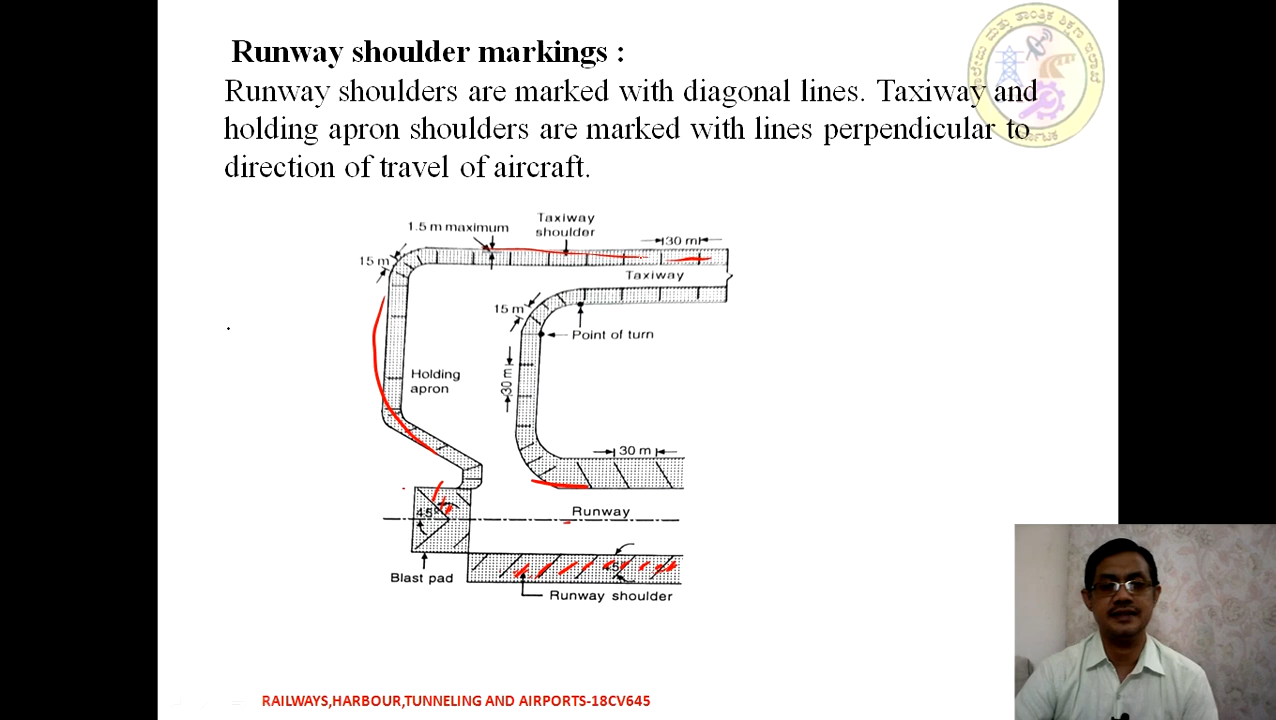 Runway shoulder markings :
Runway shoulders are marked with diagonal lines. Taxiway and
holding apron shoulders are marked with lines perpendicular to
direction of travel of aircraft.
1.5 m maximum
Taxiway
shoulder
30 m
15 m
Taxiway
15 m
Point of turn
Holding
apron
30 m
30 m
45°
Runway
Blast pad
Runway shoulder
RAILWAYS,HARBOUR,TUNNELING AND AIRPORTS-18CV645